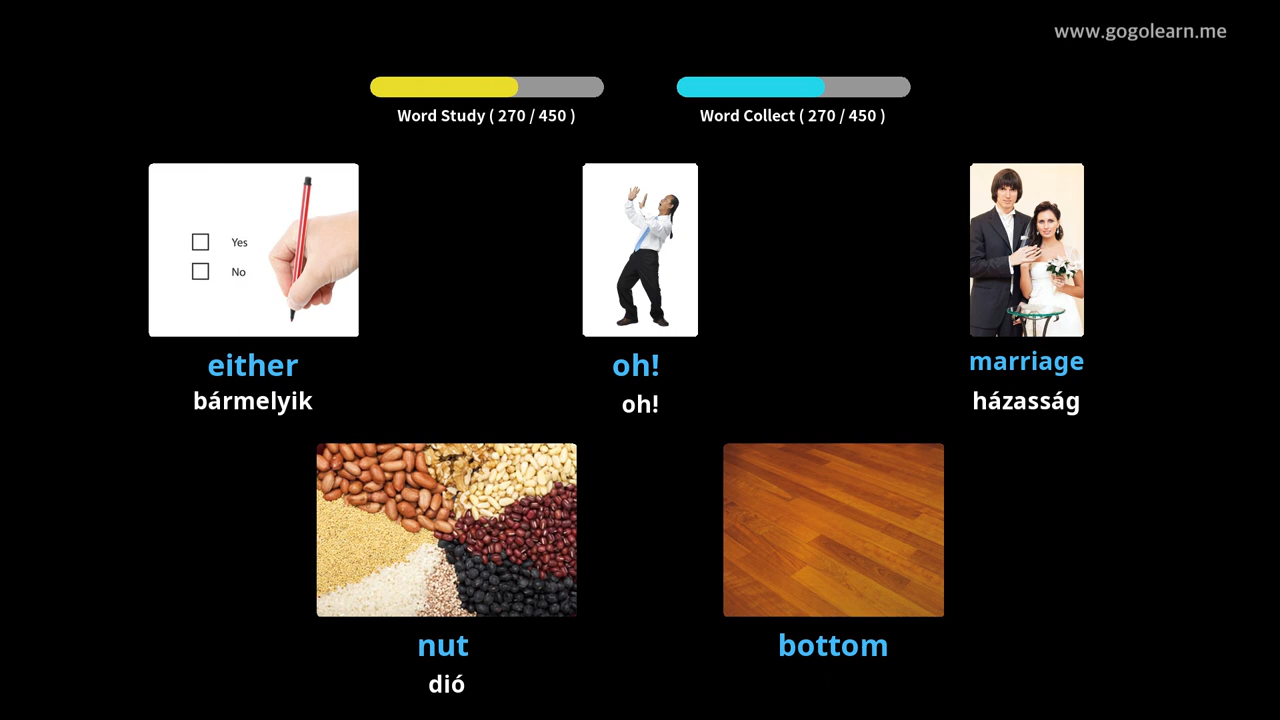 www.gogolearn.me
Word Study ( 270 / 450 )
Word Collect ( 270 / 450 )
Yes
No
either
bármelyik
oh!
oh!
marriage
házasság
nut
dió
bottom